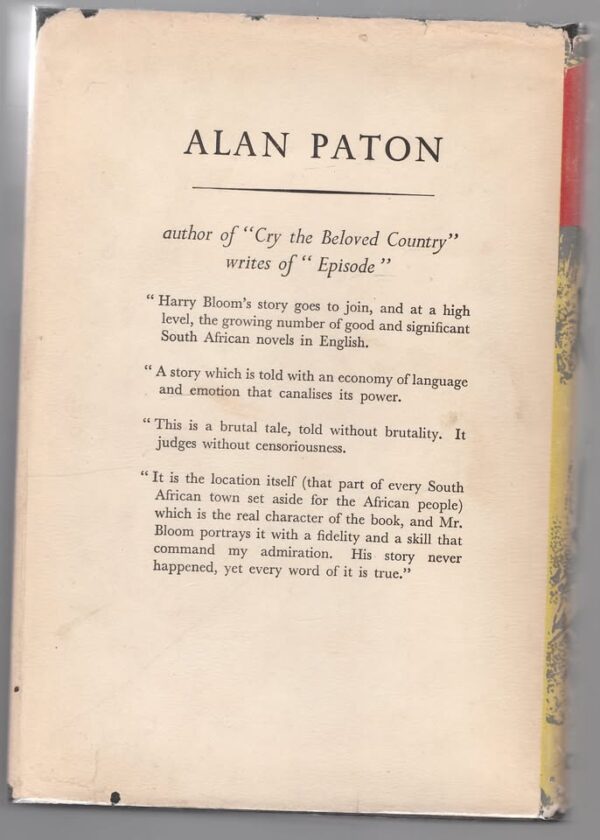 ALAN PATON
author of "Cry the Beloved Country"
writes of " Episode "
" Harry Bloom's story goes to join, and at a high
level, the growing number of good and significant
South African novels in English.
" A story which is told with an economy of language
and emotion that canalises its power.
" This is a brutal tale, told without brutality. It
judges without censoriousness.
" It is the location itself (that part of every South
African town set aside for the African people)
which is the real character of the book, and Mr.
Bloom portrays it with a fidelity and a skill that
command my admiration. His story never
happened, yet every word of it is true."